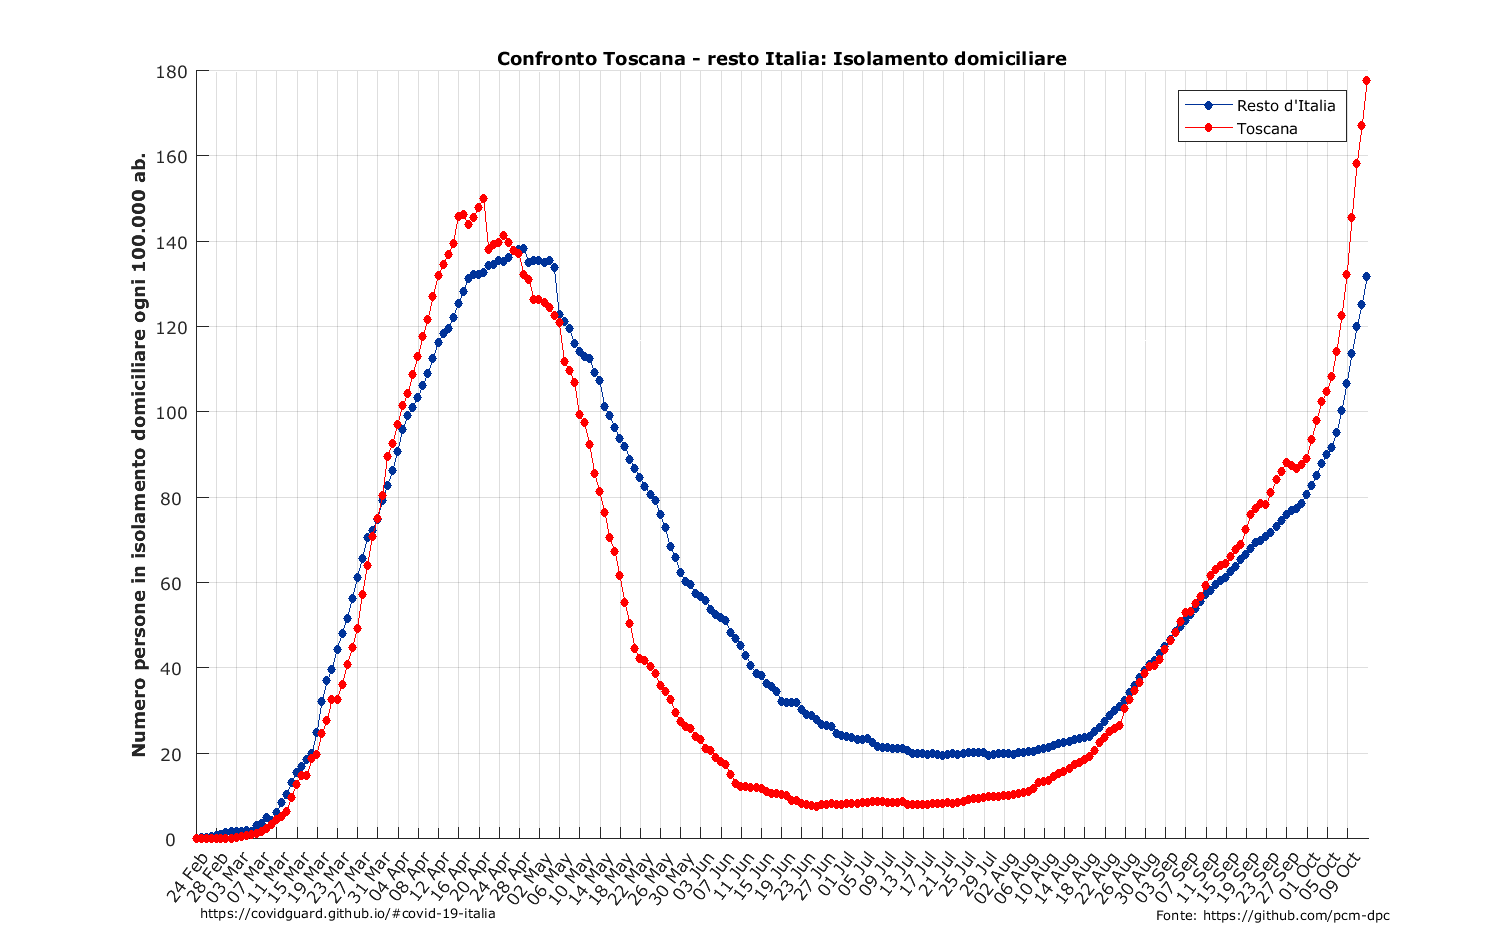 Confronto Toscana - resto Italia: Isolamento domiciliare
Numero persone in isolamento domiciliare ogni 100.000 ab.
180
160
140
120
100
80
60
40
20
0
Resto d'Italia
Toscana
24 Feb
28 Feb
03 Mar
07 Mar
11 Mar
15 Mar
19 Mar
23 Mar
27 Mar
31 Mar
04 Apr
08 Apr
12 Apr
16 Apr
20 Apr
24 Apr
28 Apr
02 May
06 May
10 May
14 May
18 May
22 May
26 May
30 May
03 Jun
07 Jun
11 Jun
15 Jun
19 Jun
23 Jun
27 Jun
01 Jul
05 Jul
09 Jul
13 Jul
17 Jul
21 Jul
25 Jul
29 Jul
02 Aug
06 Aug
10 Aug
14 Aug
18 Aug
22 Aug
26 Aug
30 Aug
03 Sep
07 Sep
11 Sep
15 Sep
19 Sep
23 Sep
27 Sep
01 Oct
05 Oct
09 Oct
https://covidguard.github.io/#covid-19-italia
Fonte: https://github.com/pcm-dpc